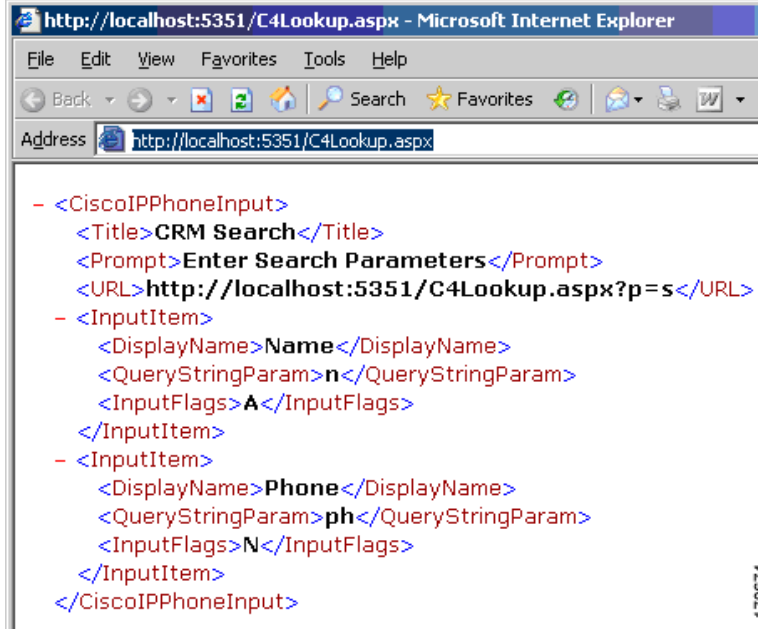 http://localhost:5351/C4Lookup.aspx - Microsoft Internet Explorer
File Edit View Favorites Tools Help
Back Search Favorites
Address http://localhost:5351/C4Lookup.aspx
- <CiscoIPPhoneInput>
<Title>CRM Search</Title>
<Prompt>Enter Search Parameters</Prompt>
<URL>http://localhost:5351/C4Lookup.aspx?p=s</URL>
- <InputItem>
<DisplayName>Name</DisplayName>
<QueryStringParam>n</QueryStringParam>
<InputFlags>A</InputFlags>
</InputItem>
- <InputItem>
<DisplayName>Phone</DisplayName>
<QueryStringParam>ph</QueryStringParam>
<InputFlags>N</InputFlags>
</InputItem>
</CiscoIPPhoneInput>